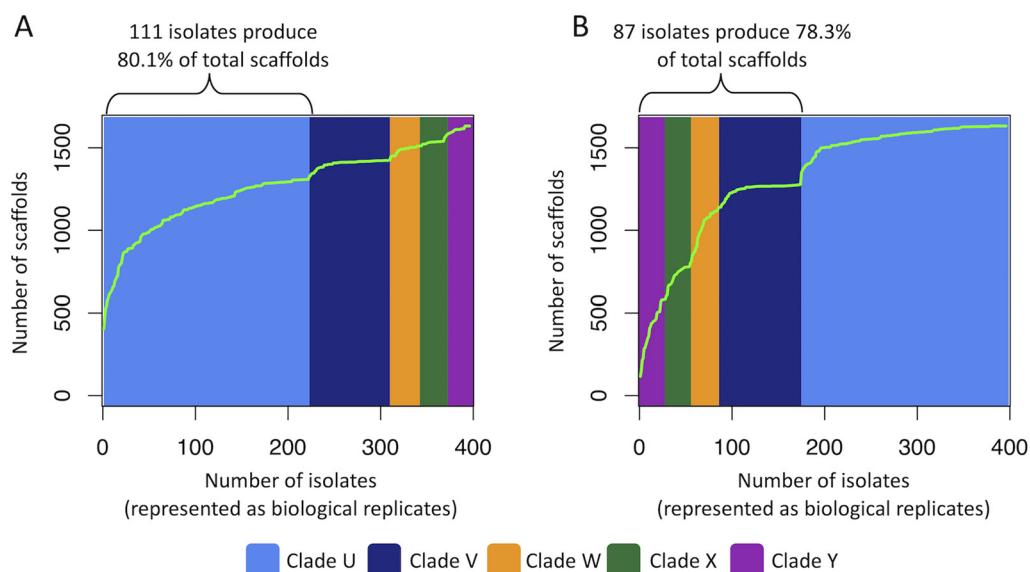 A
111 isolates produce
80.1% of total scaffolds
Number of scaffolds
1500
1000
500
0
0 100 200 300 400
Number of isolates
(represented as biological replicates)
B
87 isolates produce 78.3%
of total scaffolds
Number of scaffolds
1500
1000
500
0
0 100 200 300 400
Number of isolates
(represented as biological replicates)
Clade U Clade V Clade W Clade X Clade Y